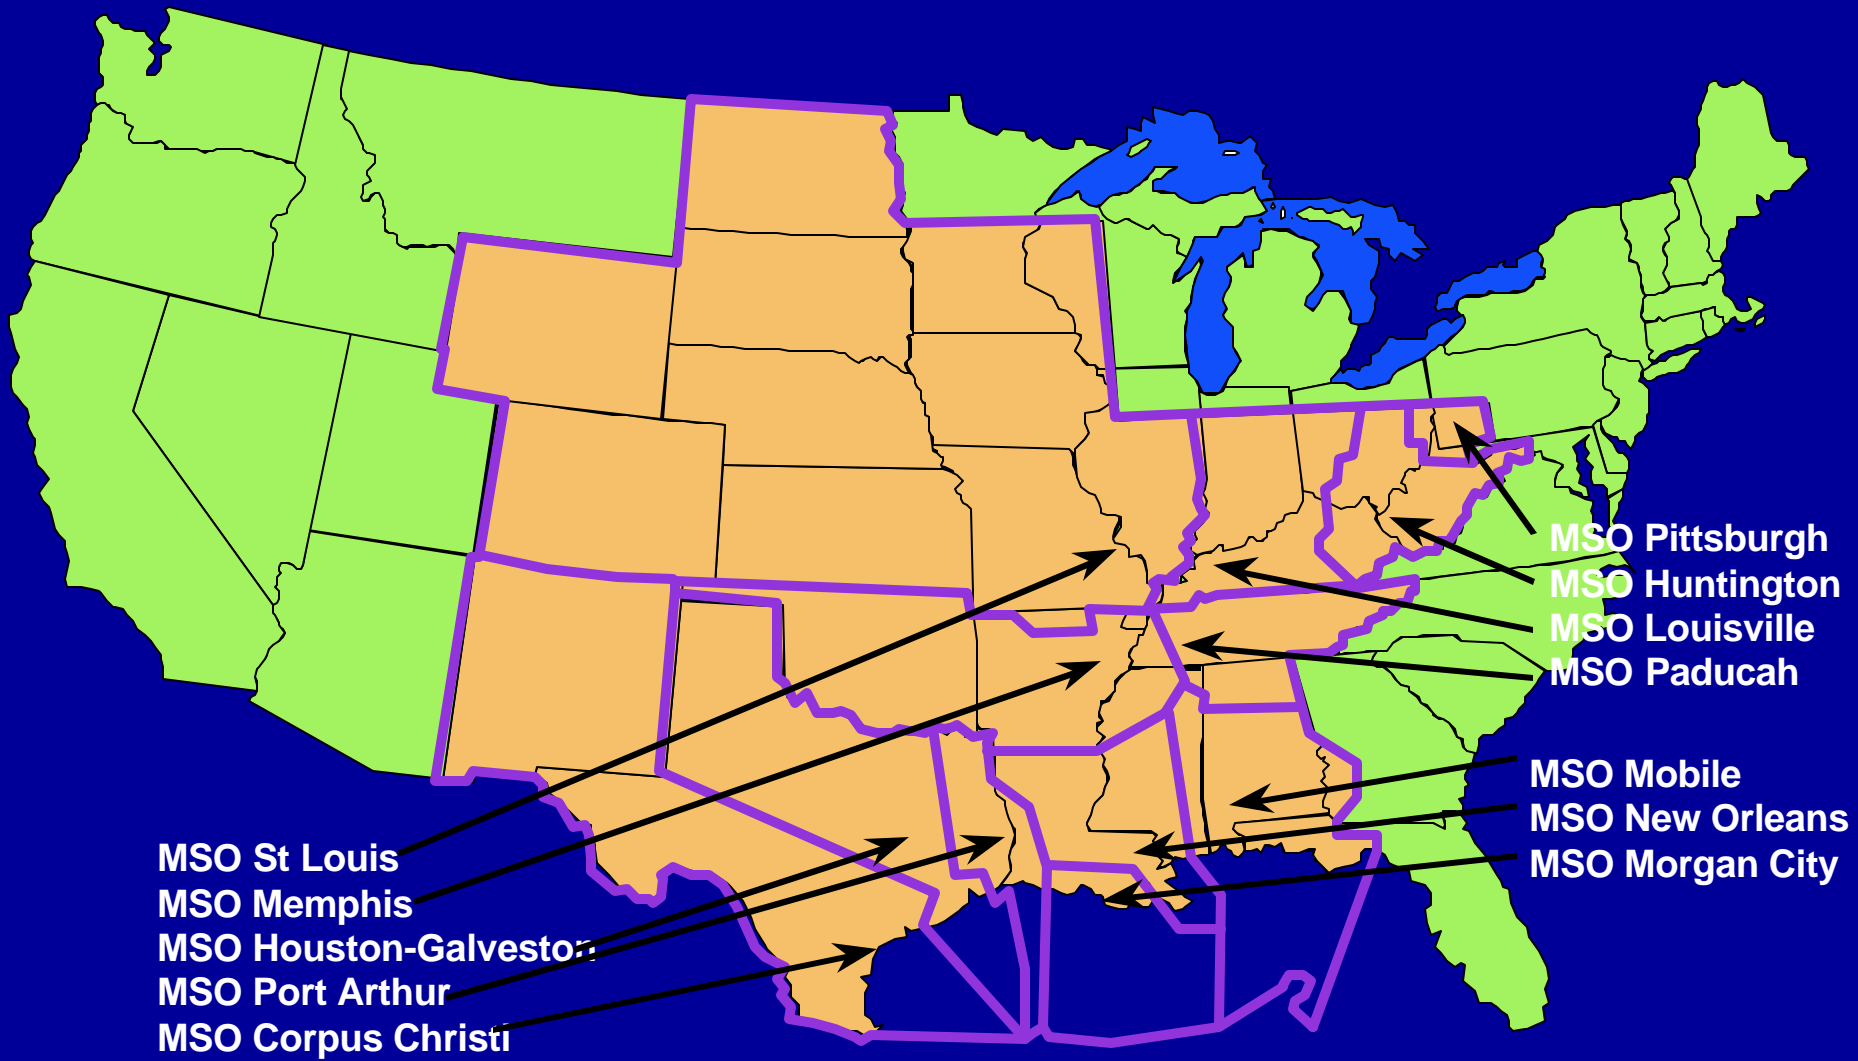 MSO Pittsburgh
MSO Huntington
MSO Louisville
MSO Paducah
MSO Mobile
MSO New Orleans
MSO Morgan City
MSO St Louis
MSO Memphis
MSO Houston-Galveston
MSO Port Arthur
MSO Corpus Christi